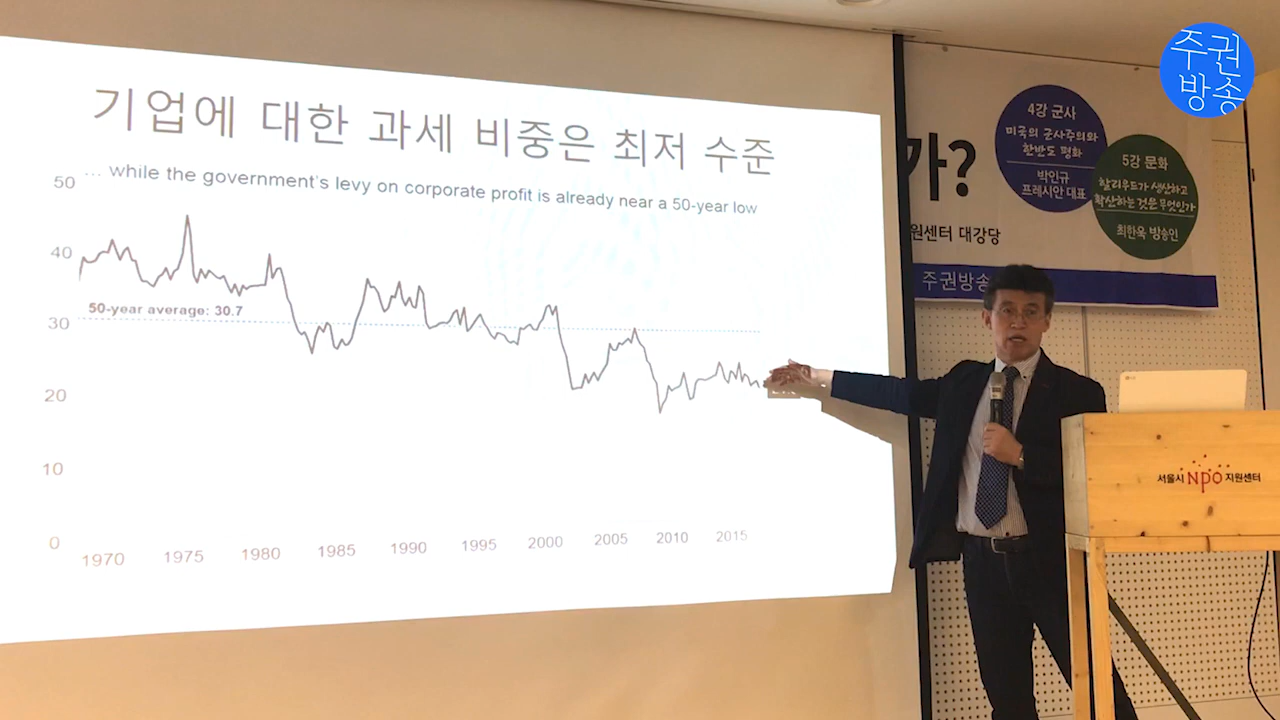 기업에 대한 과세 비중은 최저 수준
... while the government's levy on corporate profit is already near a 50-year low
50
40
50-year average: 30.7
30
20
10
0
1970 1975 1980 1985 1990 1995 2000 2005 2010 2015
주권
방송
가?
4강 군사
미국의 군사주의와
한반도 평화
박인규
프레시안 대표
5강 문화
할리우드가 생산하고
확산하는 것은 무엇인가
최한욱 방송인
원센터 대강당
주권방송
LG
서울시 npo 지원센터